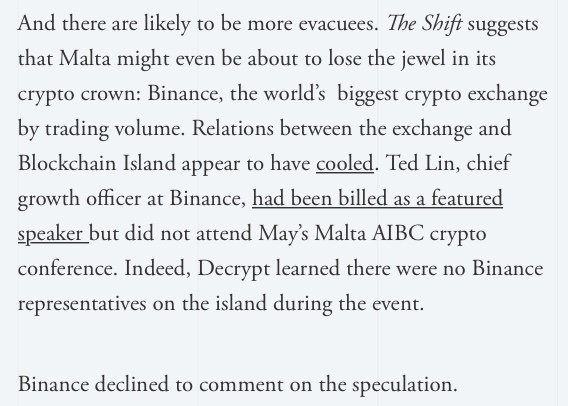 And there are likely to be more evacuees. The Shift suggests
that Malta might even be about to lose the jewel in its
crypto crown: Binance, the world’s  biggest crypto exchange
by trading volume. Relations between the exchange and
Blockchain Island appear to have cooled. Ted Lin, chief
growth officer at Binance, had been billed as a featured
speaker but did not attend May’s Malta AIBC crypto
conference. Indeed, Decrypt learned there were no Binance
representatives on the island during the event.
Binance declined to comment on the speculation.